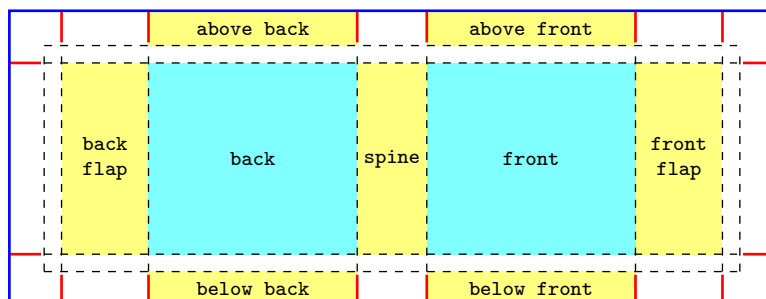 above back
above front
back
flap
back
spine
front
front
flap
below back
below front